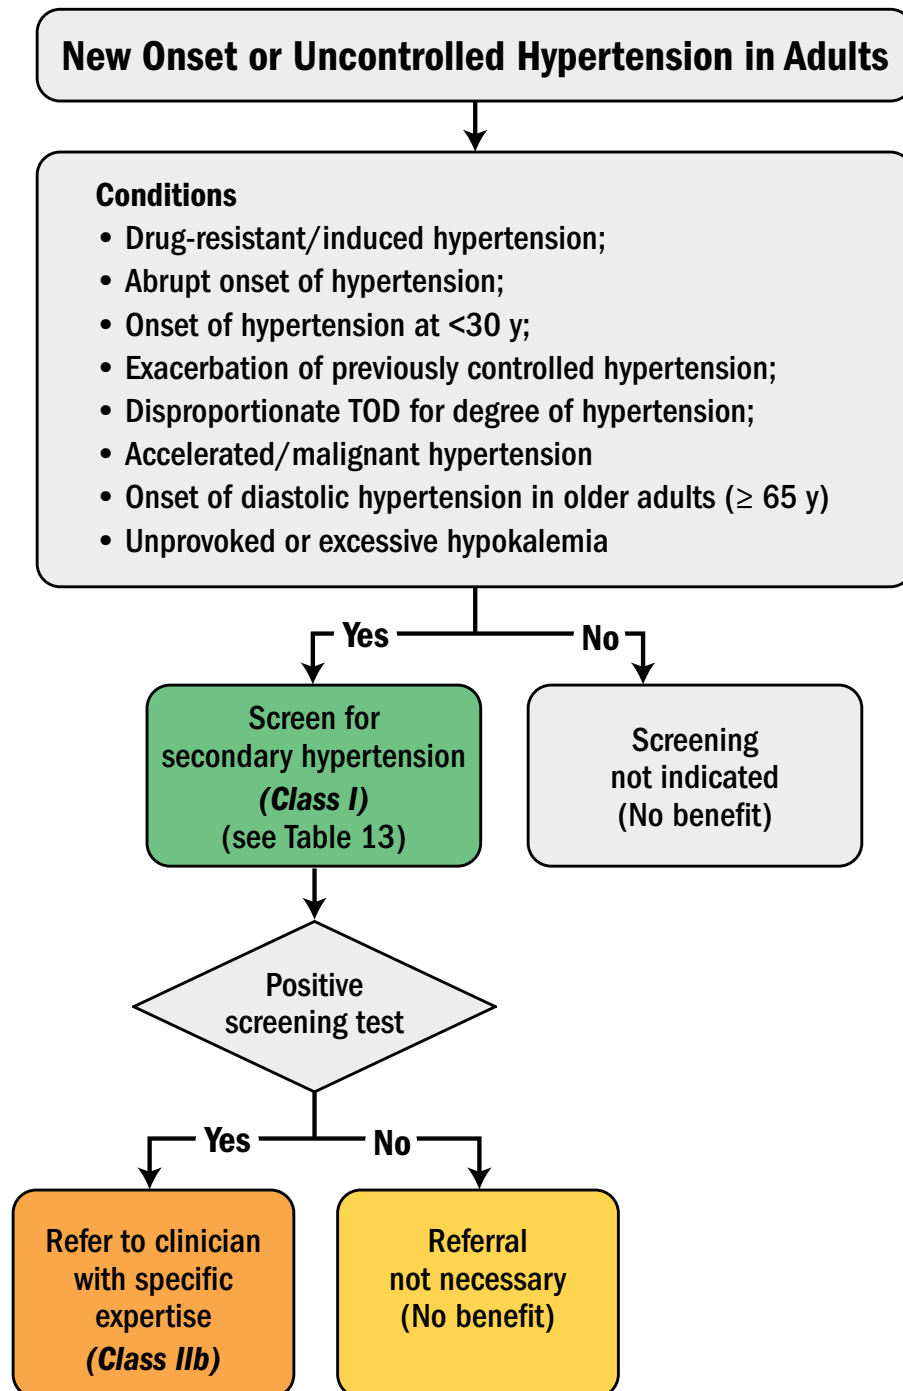 New Onset or Uncontrolled Hypertension in Adults
Conditions
• Drug-resistant/induced hypertension;
• Abrupt onset of hypertension;
• Onset of hypertension at <30 y;
• Exacerbation of previously controlled hypertension;
• Disproportionate TOD for degree of hypertension;
• Accelerated/malignant hypertension
• Onset of diastolic hypertension in older adults (≥ 65 y)
• Unprovoked or excessive hypokalemia
Yes
No
Screen for
secondary hypertension
(Class I)
(see Table 13)
Screening
not indicated
(No benefit)
Positive
screening test
Yes
No
Refer to clinician
with specific
expertise
(Class IIb)
Referral
not necessary
(No benefit)